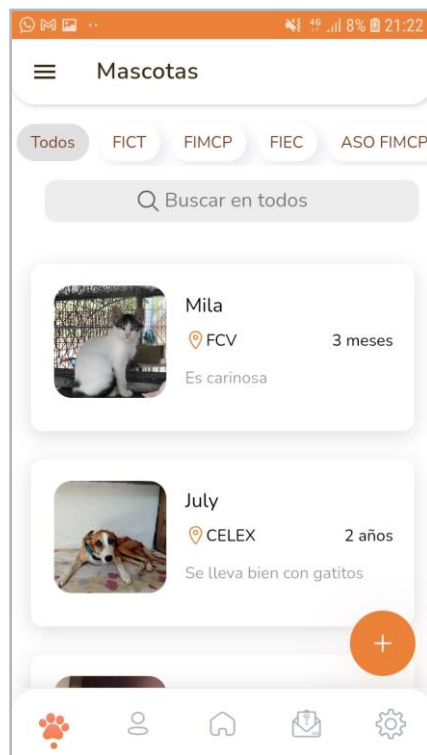 4G 8% 21:22
Mascotas
Todos FICT FIMCP FIEC ASO FIMCP
Buscar en todos
Mila
FCV 3 meses
Es carinosa
July
CELEX 2 años
Se lleva bien con gatitos
+